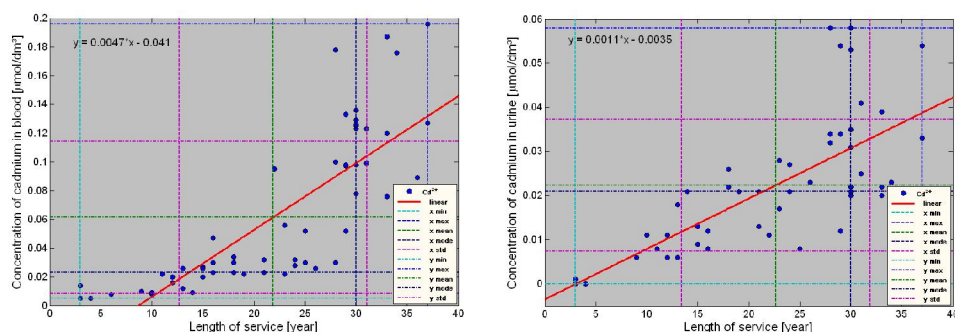 y = 0.0047*x - 0.041
Concentration of cadmium in blood [µmol/dm³]
0.2
0.18
0.16
0.14
0.12
0.1
0.08
0.06
0.04
0.02
0
0 5 10 15 20 25 30 35 40
Length of service [year]
Cd²⁺
linear
x min
x max
x mean
x mode
x std
y min
y max
y mean
y mode
y std
y = 0.0011*x - 0.0035
Concentration of cadmium in urine [µmol/dm³]
0.06
0.05
0.04
0.03
0.02
0.01
0
0 5 10 15 20 25 30 35 40
Length of service [year]
Cd²⁺
linear
x min
x max
x mean
x mode
x std
y min
y max
y mean
y mode
y std